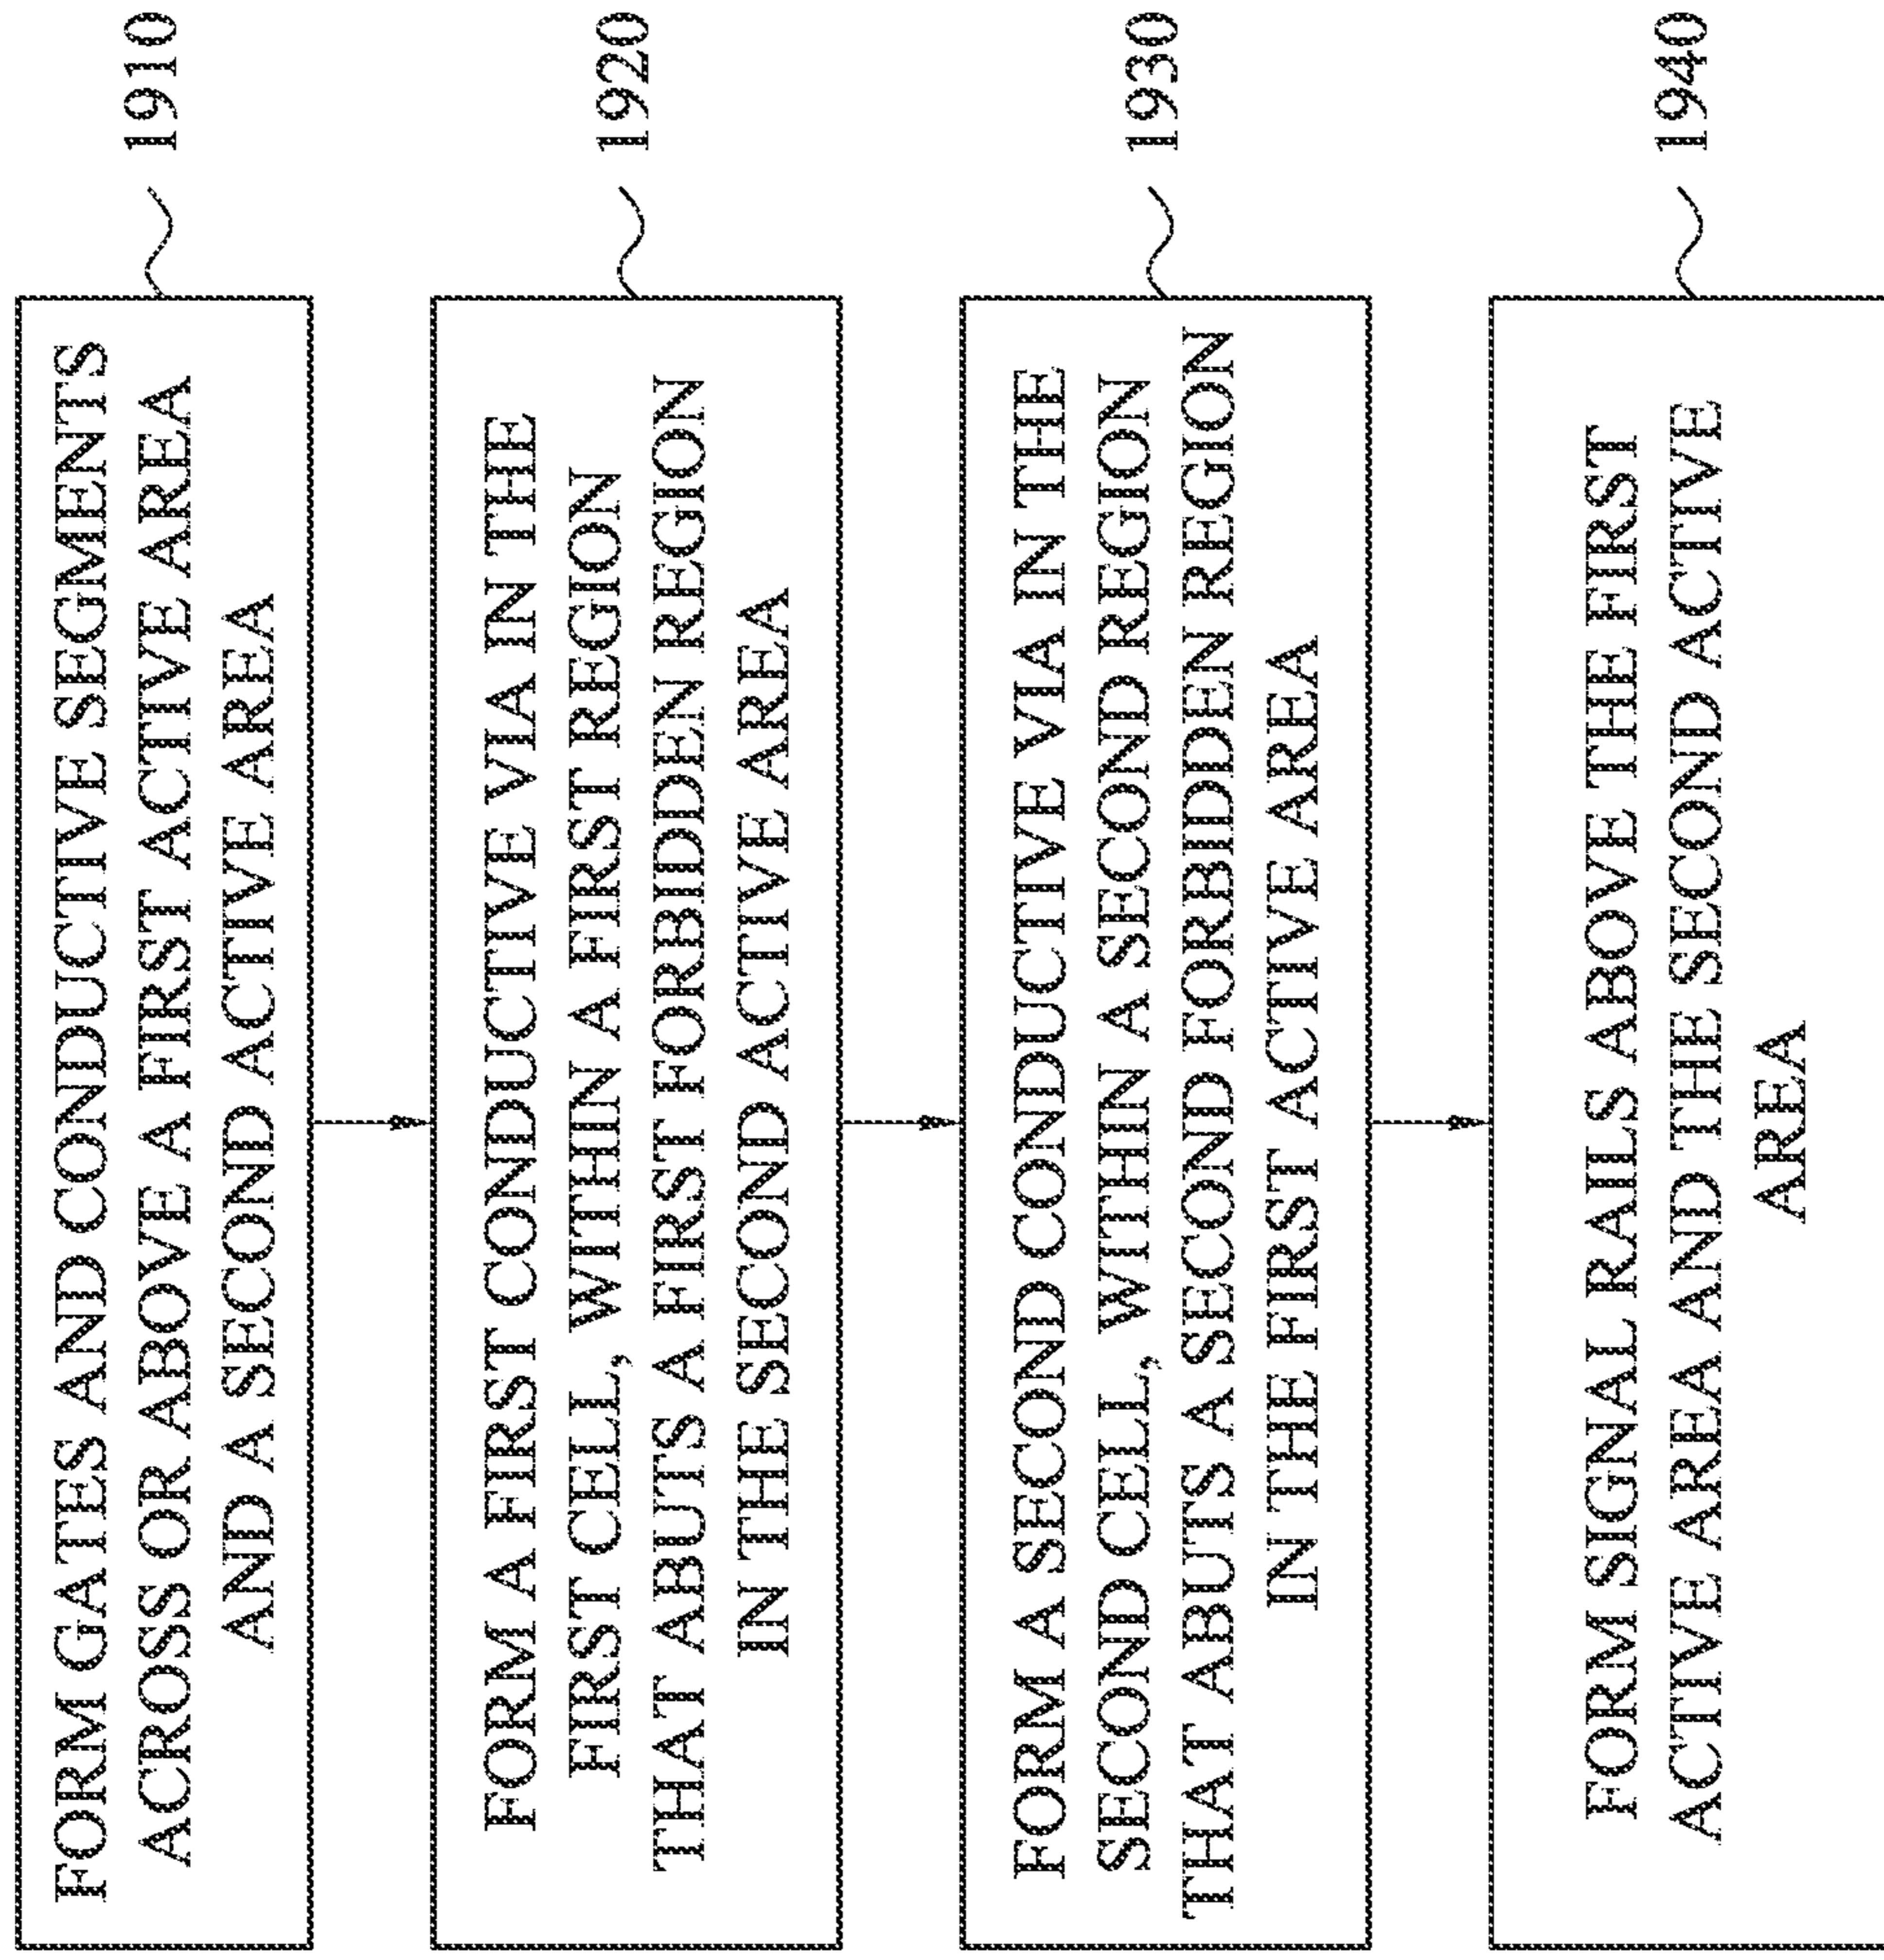 FORM GATES AND CONDUCTIVE SEGMENTS
ACROSS OR ABOVE A FIRST ACTIVE AREA
AND A SECOND ACTIVE AREA
1910
FORM A FIRST CONDUCTIVE VIA IN THE
FIRST CELL, WITHIN A FIRST REGION
THAT ABUTS A FIRST FORBIDDEN REGION
IN THE SECOND ACTIVE AREA
1920
FORM A SECOND CONDUCTIVE VIA IN THE
SECOND CELL, WITHIN A SECOND REGION
THAT ABUTS A SECOND FORBIDDEN REGION
IN THE FIRST ACTIVE AREA
1930
FORM SIGNAL RAILS ABOVE THE FIRST
ACTIVE AREA AND THE SECOND ACTIVE
AREA
1940